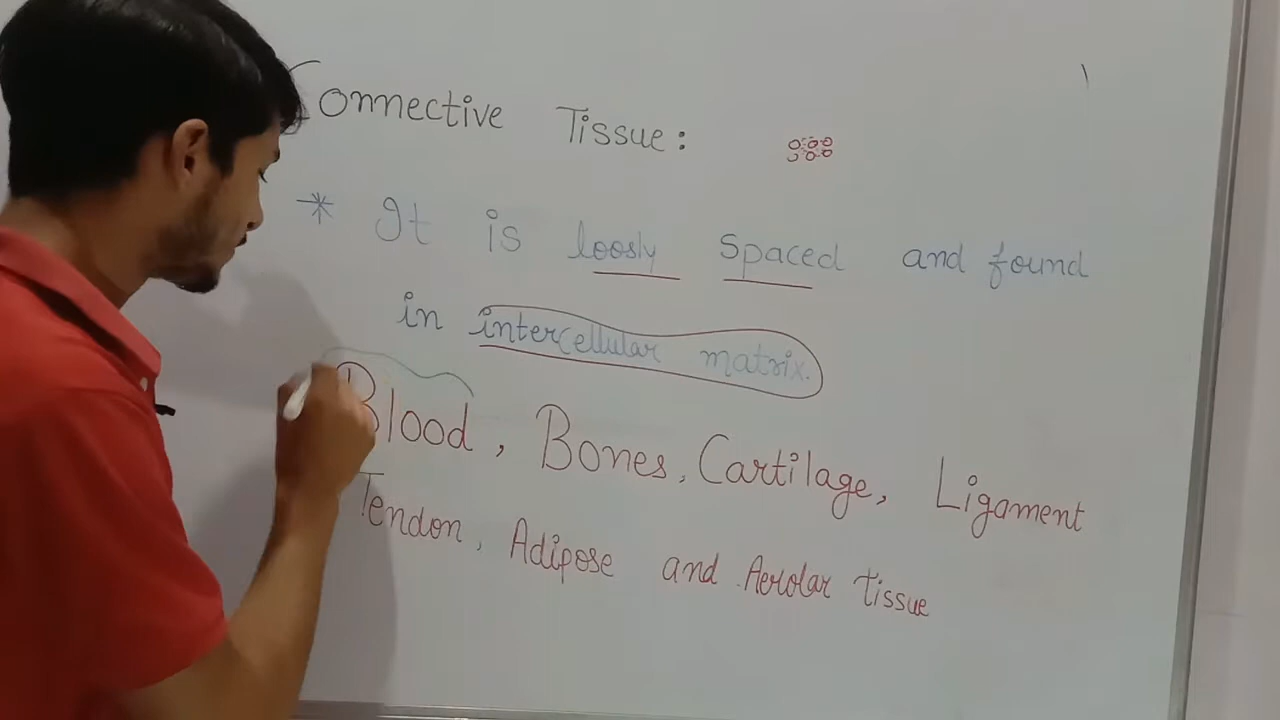 Connective Tissue:
* It is loosly spaced and found
in intercellular matrix.
Blood, Bones, Cartilage, Ligament
Tendon, Adipose and Aerolar tissue